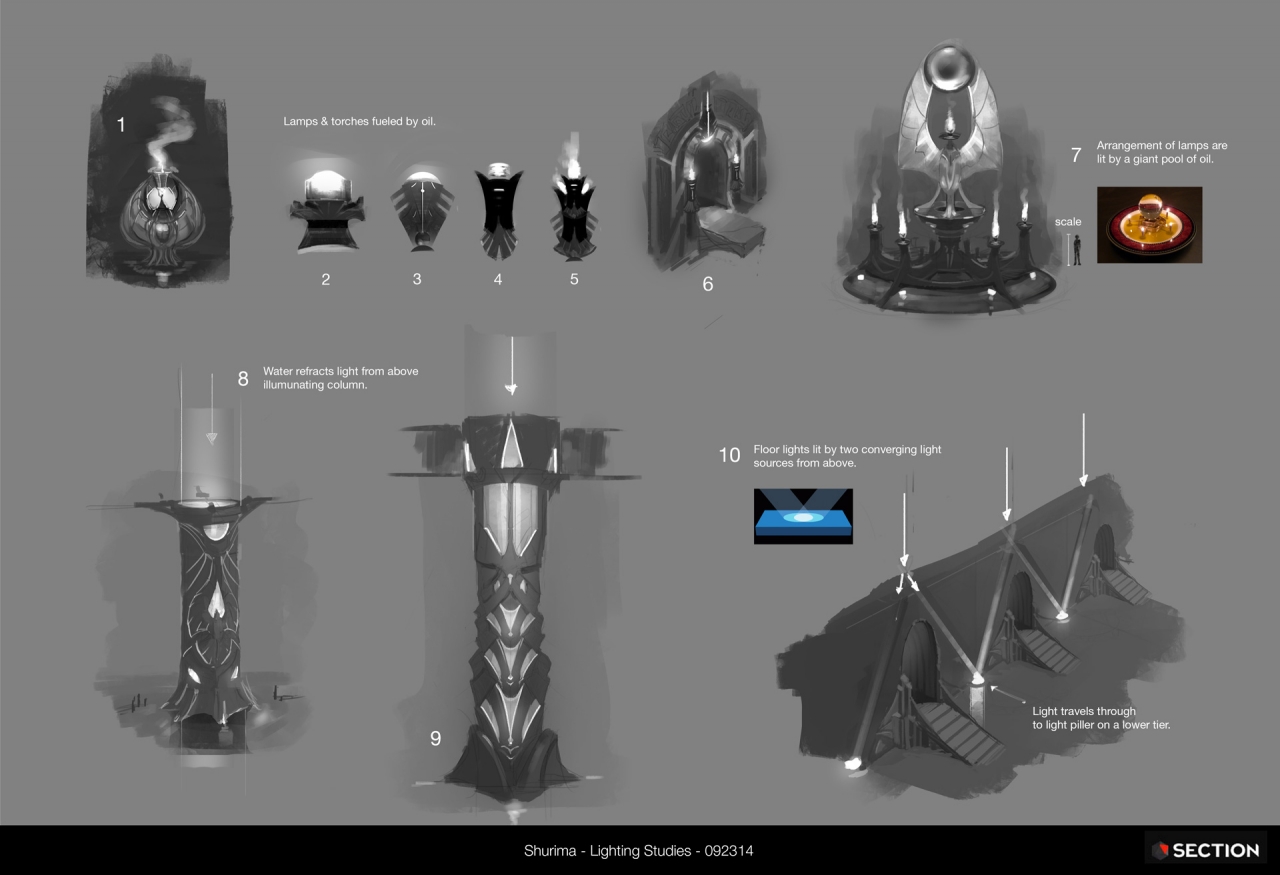 1
Lamps & torches fueled by oil.
2
3
4
5
6
7
Arrangement of lamps are
lit by a giant pool of oil.
scale
8
Water refracts light from above
illumunating column.
9
10
Floor lights lit by two converging light
sources from above.
Light travels through
to light piller on a lower tier.
Shurima - Lighting Studies - 092314
SECTION